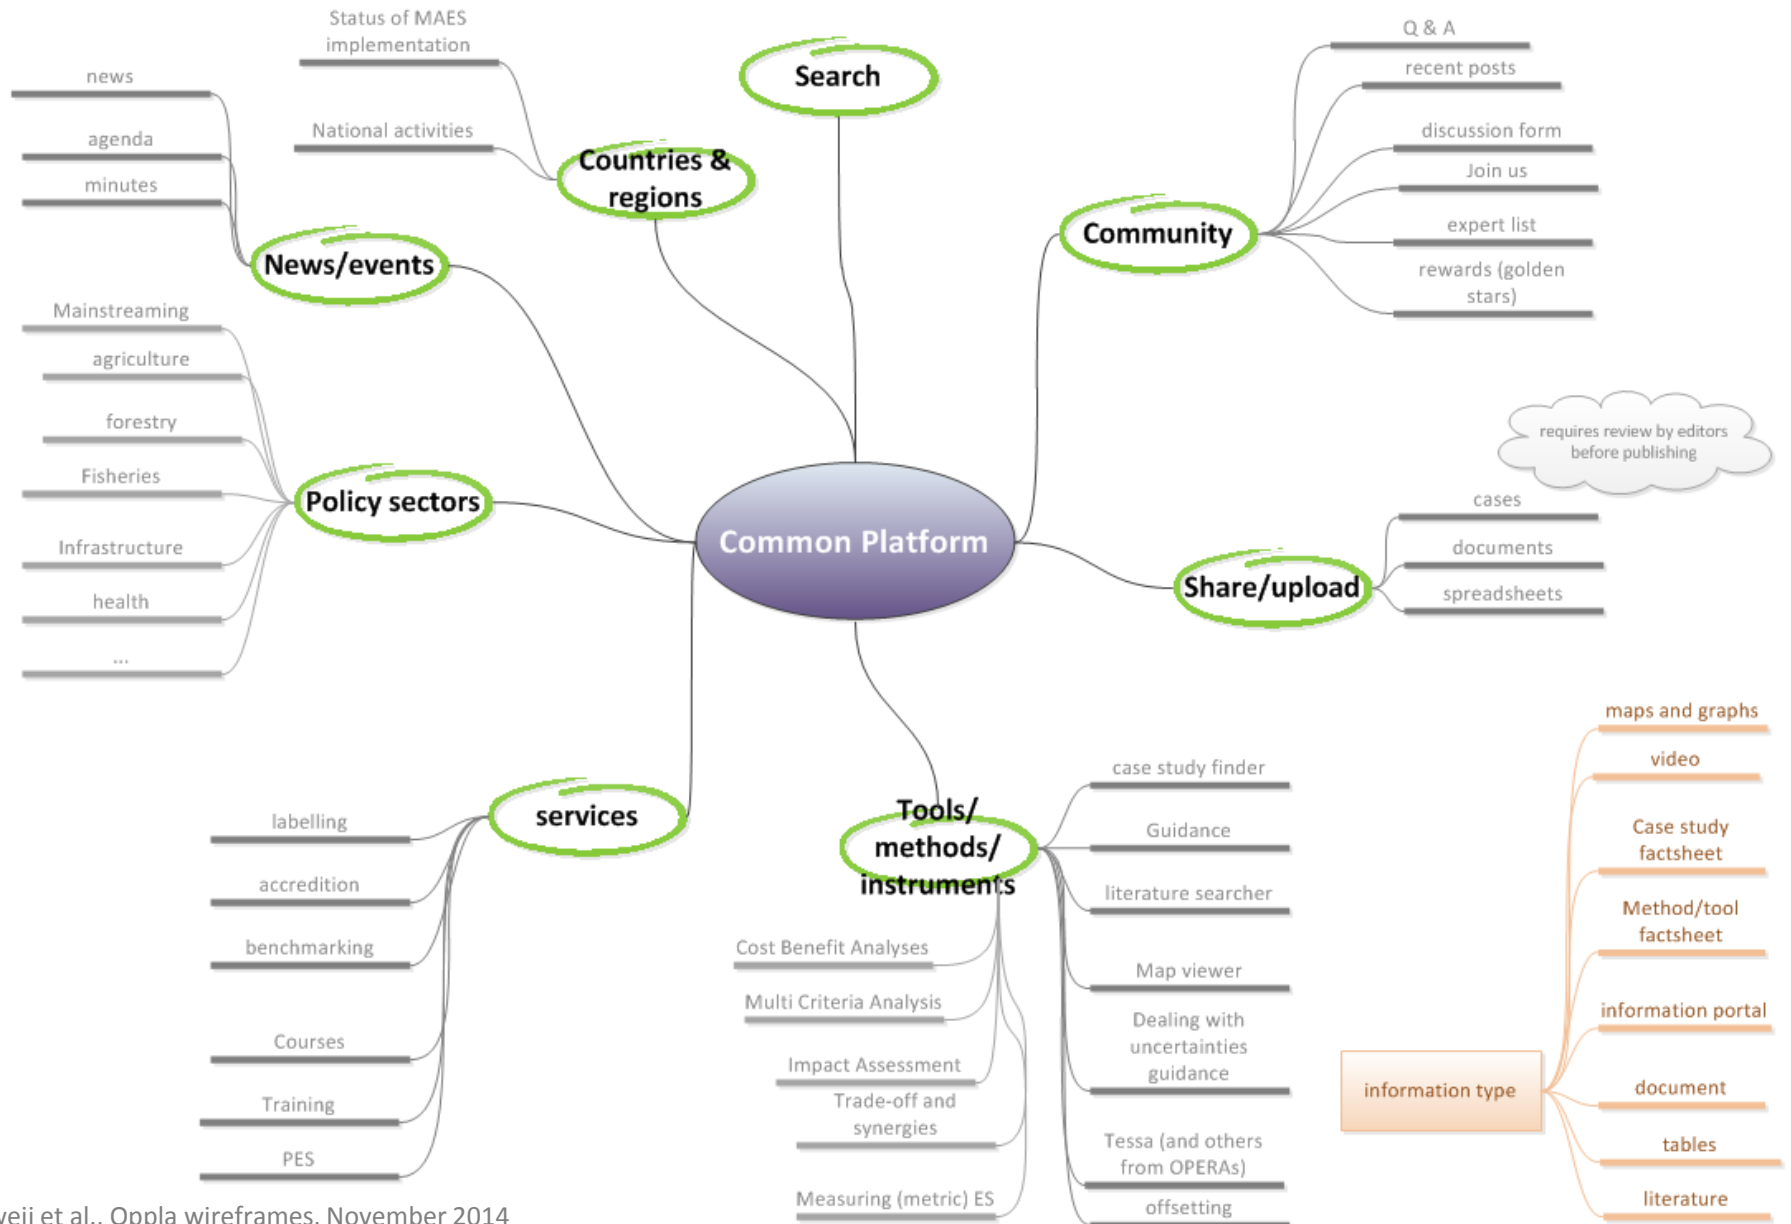 Status of MAES
implementation
National activities
Countries &
regions
Search
news
agenda
minutes
News/events
Q & A
recent posts
discussion form
Join us
expert list
rewards (golden
stars)
Community
Mainstreaming
agriculture
forestry
Fisheries
Infrastructure
health
...
Policy sectors
Common Platform
requires review by editors
before publishing
cases
documents
spreadsheets
Share/upload
services
labelling
accredition
benchmarking
Courses
Training
PES
Tools/
methods/
instruments
Cost Benefit Analyses
Multi Criteria Analysis
Impact Assessment
Trade-off and
synergies
Measuring (metric) ES
case study finder
Guidance
literature searcher
Map viewer
Dealing with
uncertainties
guidance
Tessa (and others
from OPERAs)
offsetting
information type
maps and graphs
video
Case study
factsheet
Method/tool
factsheet
information portal
document
tables
literature
et al., Oppla wireframes, November 2014